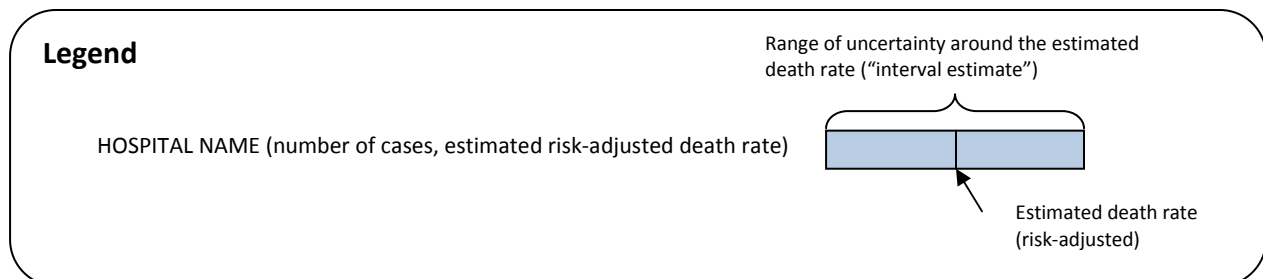 Legend
Range of uncertainty around the estimated
death rate (“interval estimate”)
HOSPITAL NAME (number of cases, estimated risk-adjusted death rate)
Estimated death rate
(risk-adjusted)